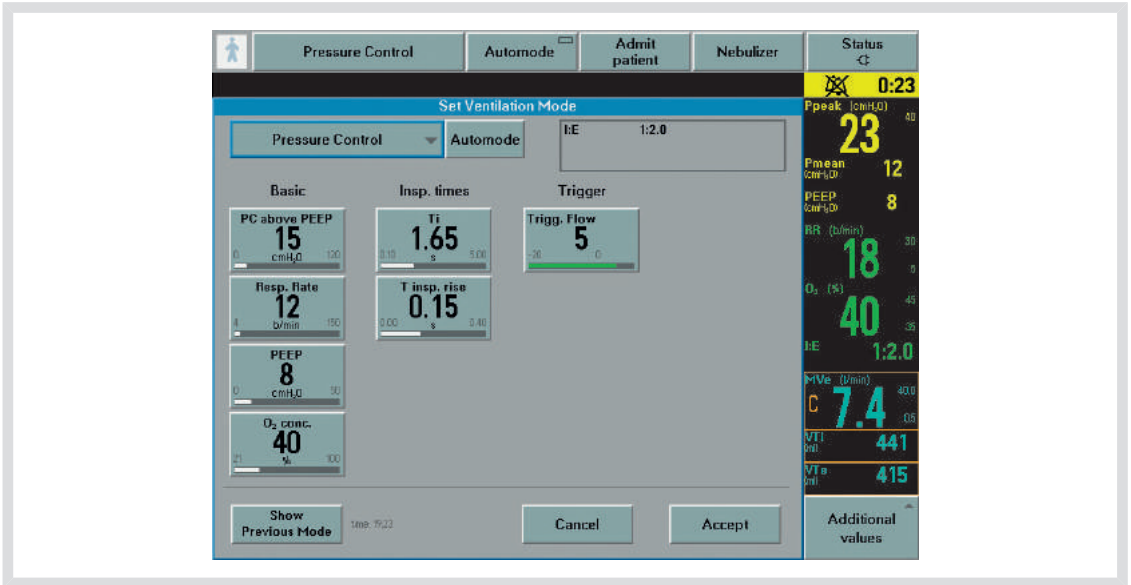 Pressure Control
Automode
Admit
patient
Nebulizer
Status
0:23
Set Ventilation Mode
Pressure Control
Automode
I:E 1:2.0
Basic
Insp. times
Trigger
PC above PEEP
15
0 cmH₂O 120
Resp. Rate
12
4 b/min 150
PEEP
8
0 cmH₂O 50
O₂ conc.
40
21 % 100
Ti
1.65
0.10 s 5.00
T insp. rise
0.15
0.00 s 0.40
Trigg. Flow
5
-20 0
Show
Previous Mode
Cancel
Accept
Ppeak (cmH₂O)
23 40
Pmean
(cmH₂O) 12
PEEP
(cmH₂O) 8
RR (b/min)
18 30
O₂ (%)
40 45
35
I:E 1:2.0
MVe (l/min)
C 7.4 40.0
0.5
VTi
(ml) 441
VTe
(ml) 415
Additional
values